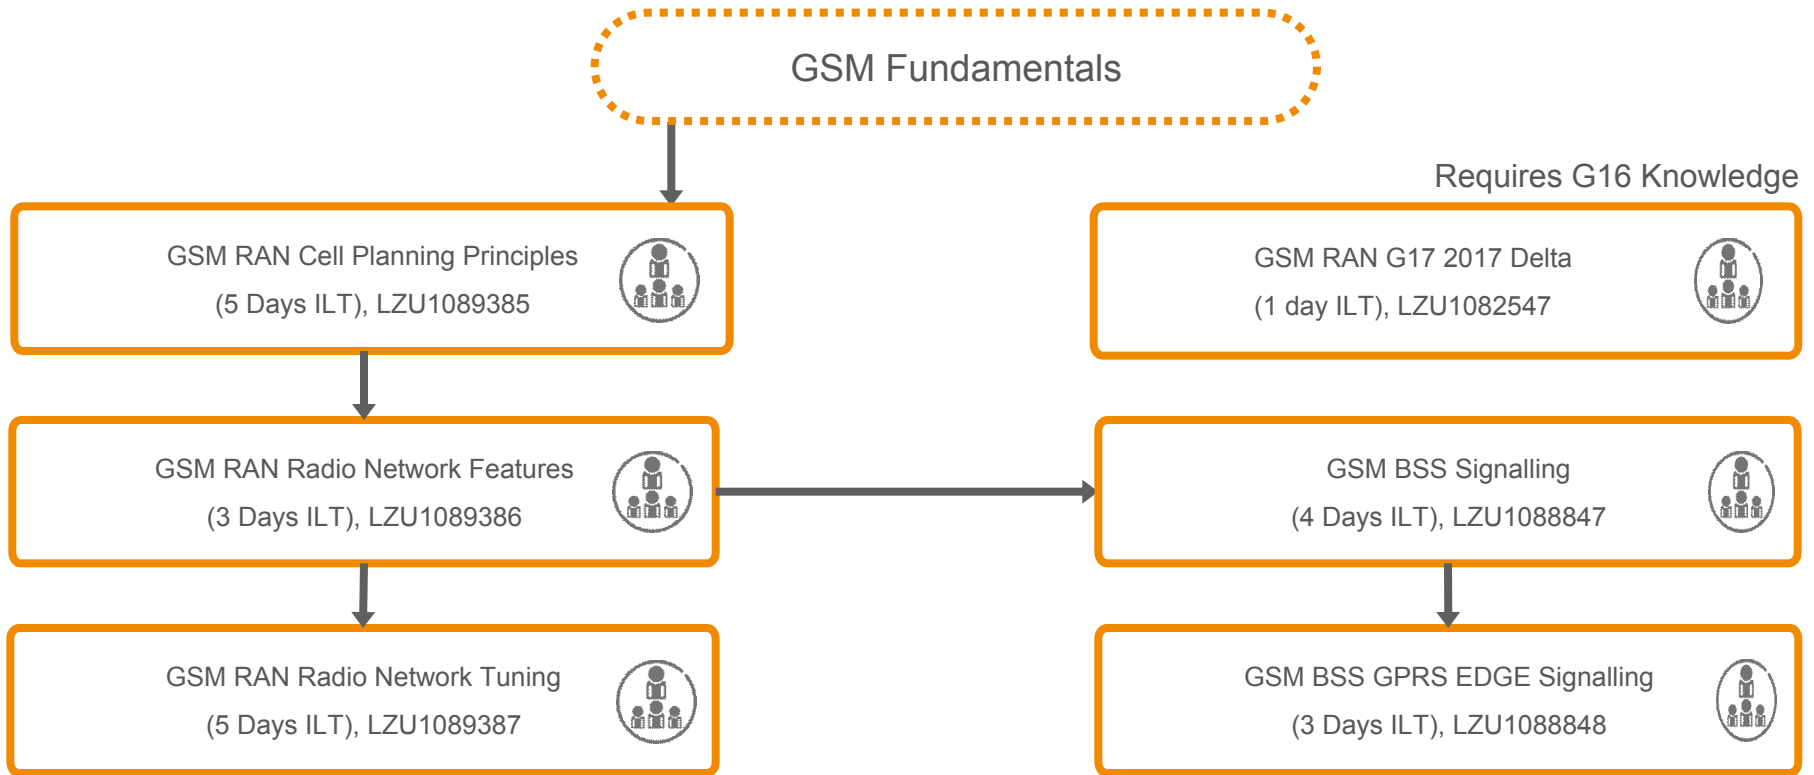 GSM Fundamentals
Requires G16 Knowledge
GSM RAN Cell Planning Principles
(5 Days ILT), LZU1089385
GSM RAN G17 2017 Delta
(1 day ILT), LZU1082547
GSM RAN Radio Network Features
(3 Days ILT), LZU1089386
GSM BSS Signalling
(4 Days ILT), LZU1088847
GSM RAN Radio Network Tuning
(5 Days ILT), LZU1089387
GSM BSS GPRS EDGE Signalling
(3 Days ILT), LZU1088848